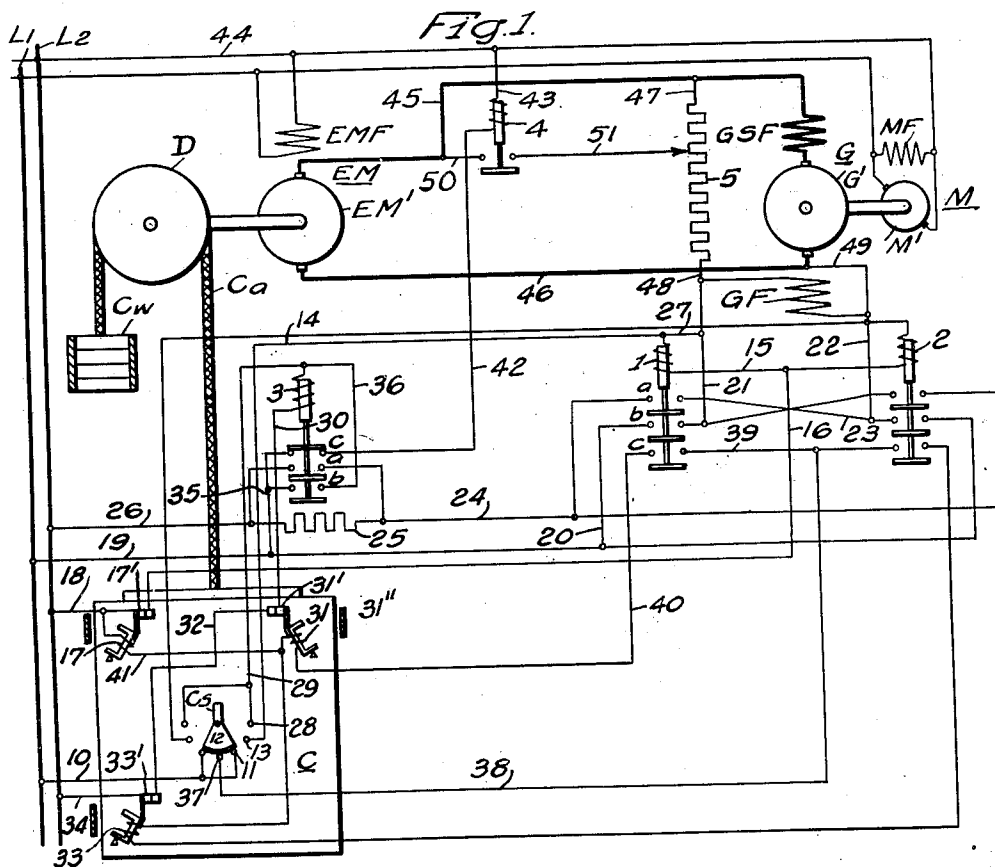 Fig. 1.
L1 L2 44
D
45 43 47
EMF 4 GSF MF
EM 50 51 G
EM' 5 G' M
M'
Cw Ca 46 48 49
GF
14 27 22 2
3 36 42 1 15
30 a 21
c b
a c 39 16 23
35 b
26 25 24
20
19
18 17' 31' 31"
32 31 40
17
41
29
Cs 28
12 13
11 C
10 33' 37 38
34
33